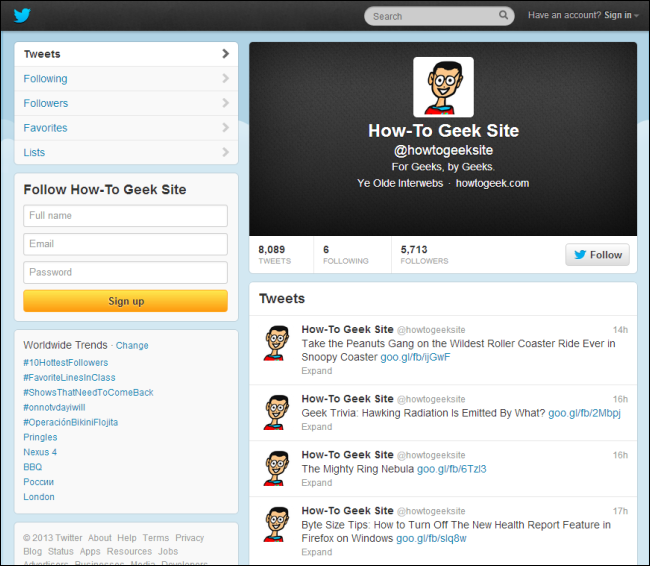 Search
Have an account? Sign in
Tweets
Following
Followers
Favorites
Lists
Follow How-To Geek Site
Full name
Email
Password
Sign up
Worldwide Trends · Change
#10HottestFollowers
#FavoriteLinesInClass
#ShowsThatNeedToComeBack
#onnotvdayiwill
#OperaciónBikiniFlojita
Pringles
Nexus 4
BBQ
России
London
© 2013 Twitter About Help Terms Privacy
Blog Status Apps Resources Jobs
Advertisers Businesses Media Developers
How-To Geek Site
@howtogeeksite
For Geeks, by Geeks.
Ye Olde Interwebs · howtogeek.com
8,089 6 5,713
TWEETS FOLLOWING FOLLOWERS
Follow
Tweets
How-To Geek Site @howtogeeksite 14h
Take the Peanuts Gang on the Wildest Roller Coaster Ride Ever in
Snoopy Coaster goo.gl/fb/ijGwF
Expand
How-To Geek Site @howtogeeksite 16h
Geek Trivia: Hawking Radiation Is Emitted By What? goo.gl/fb/2Mbpj
Expand
How-To Geek Site @howtogeeksite 16h
The Mighty Ring Nebula goo.gl/fb/6Tzl3
Expand
How-To Geek Site @howtogeeksite 17h
Byte Size Tips: How to Turn Off The New Health Report Feature in
Firefox on Windows goo.gl/fb/slq8w
Expand